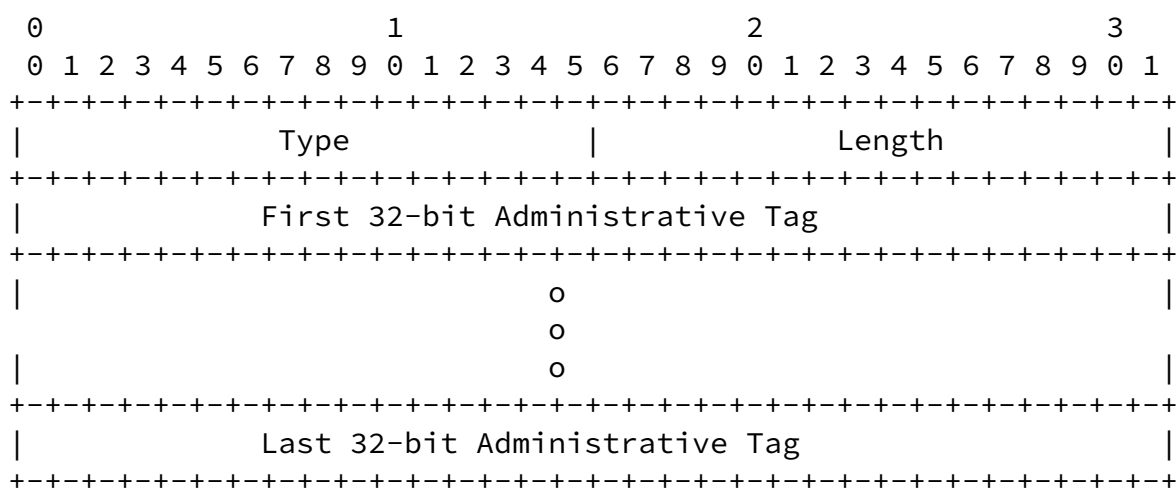 0                   1                   2                   3
 0 1 2 3 4 5 6 7 8 9 0 1 2 3 4 5 6 7 8 9 0 1 2 3 4 5 6 7 8 9 0 1
+-+-+-+-+-+-+-+-+-+-+-+-+-+-+-+-+-+-+-+-+-+-+-+-+-+-+-+-+-+-+-+-+
|              Type             |             Length            |
+-+-+-+-+-+-+-+-+-+-+-+-+-+-+-+-+-+-+-+-+-+-+-+-+-+-+-+-+-+-+-+-+
|             First 32-bit Administrative Tag                   |
+-+-+-+-+-+-+-+-+-+-+-+-+-+-+-+-+-+-+-+-+-+-+-+-+-+-+-+-+-+-+-+-+
|                             o                                 |
                              o
|                             o                                 |
+-+-+-+-+-+-+-+-+-+-+-+-+-+-+-+-+-+-+-+-+-+-+-+-+-+-+-+-+-+-+-+-+
|             Last 32-bit Administrative Tag                    |
+-+-+-+-+-+-+-+-+-+-+-+-+-+-+-+-+-+-+-+-+-+-+-+-+-+-+-+-+-+-+-+-+